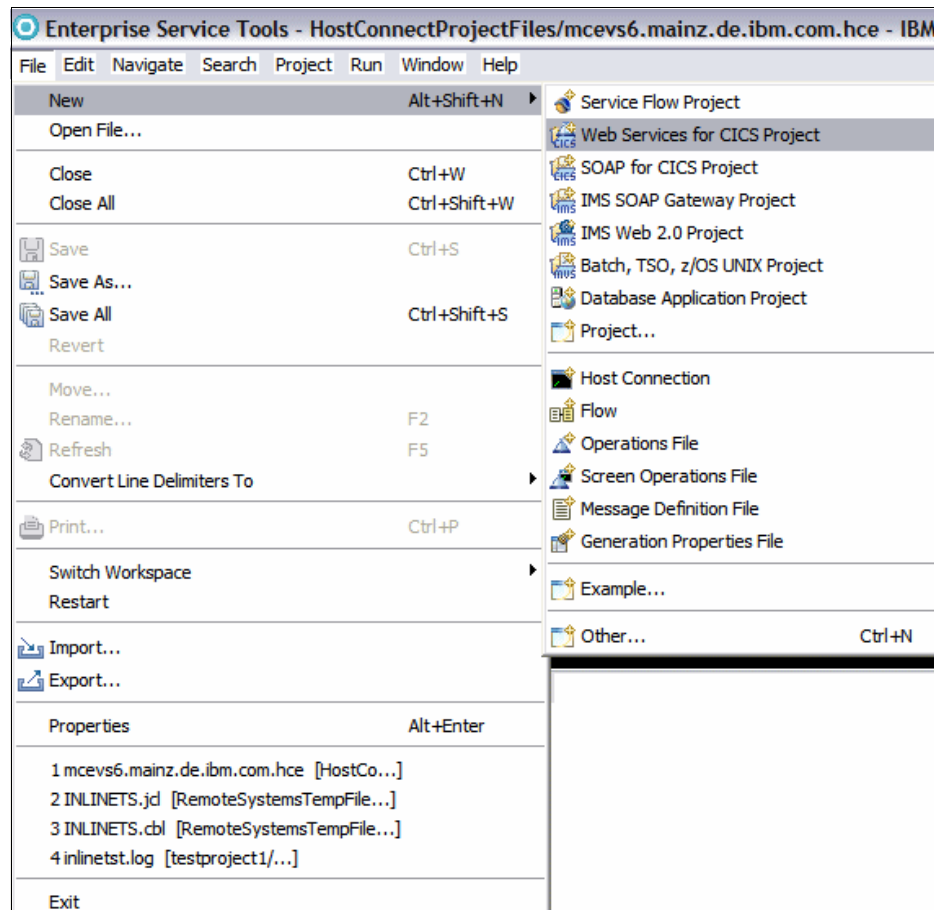 Enterprise Service Tools - HostConnectProjectFiles/mcevs6.mainz.de.ibm.com.hce - IBM
File Edit Navigate Search Project Run Window Help
New Alt+Shift+N
Open File...
Close Ctrl+W
Close All Ctrl+Shift+W
Save Ctrl+S
Save As...
Save All Ctrl+Shift+S
Revert
Move...
Rename... F2
Refresh F5
Convert Line Delimiters To
Print... Ctrl+P
Switch Workspace
Restart
Import...
Export...
Properties Alt+Enter
1 mcevs6.mainz.de.ibm.com.hce [HostCo...]
2 INLINETS.jcl [RemoteSystemsTempFile...]
3 INLINETS.cbl [RemoteSystemsTempFile...]
4 inlinetst.log [testproject1/...]
Exit
Service Flow Project
Web Services for CICS Project
SOAP for CICS Project
IMS SOAP Gateway Project
IMS Web 2.0 Project
Batch, TSO, z/OS UNIX Project
Database Application Project
Project...
Host Connection
Flow
Operations File
Screen Operations File
Message Definition File
Generation Properties File
Example...
Other... Ctrl+N